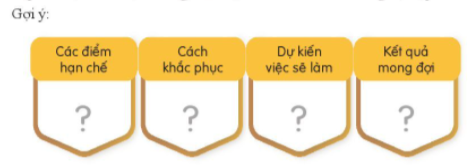 Gợi ý:
Các điểm
hạn chế
Cách
khắc phục
Dự kiến
việc sẽ làm
Kết quả
mong đợi
? ? ? ?